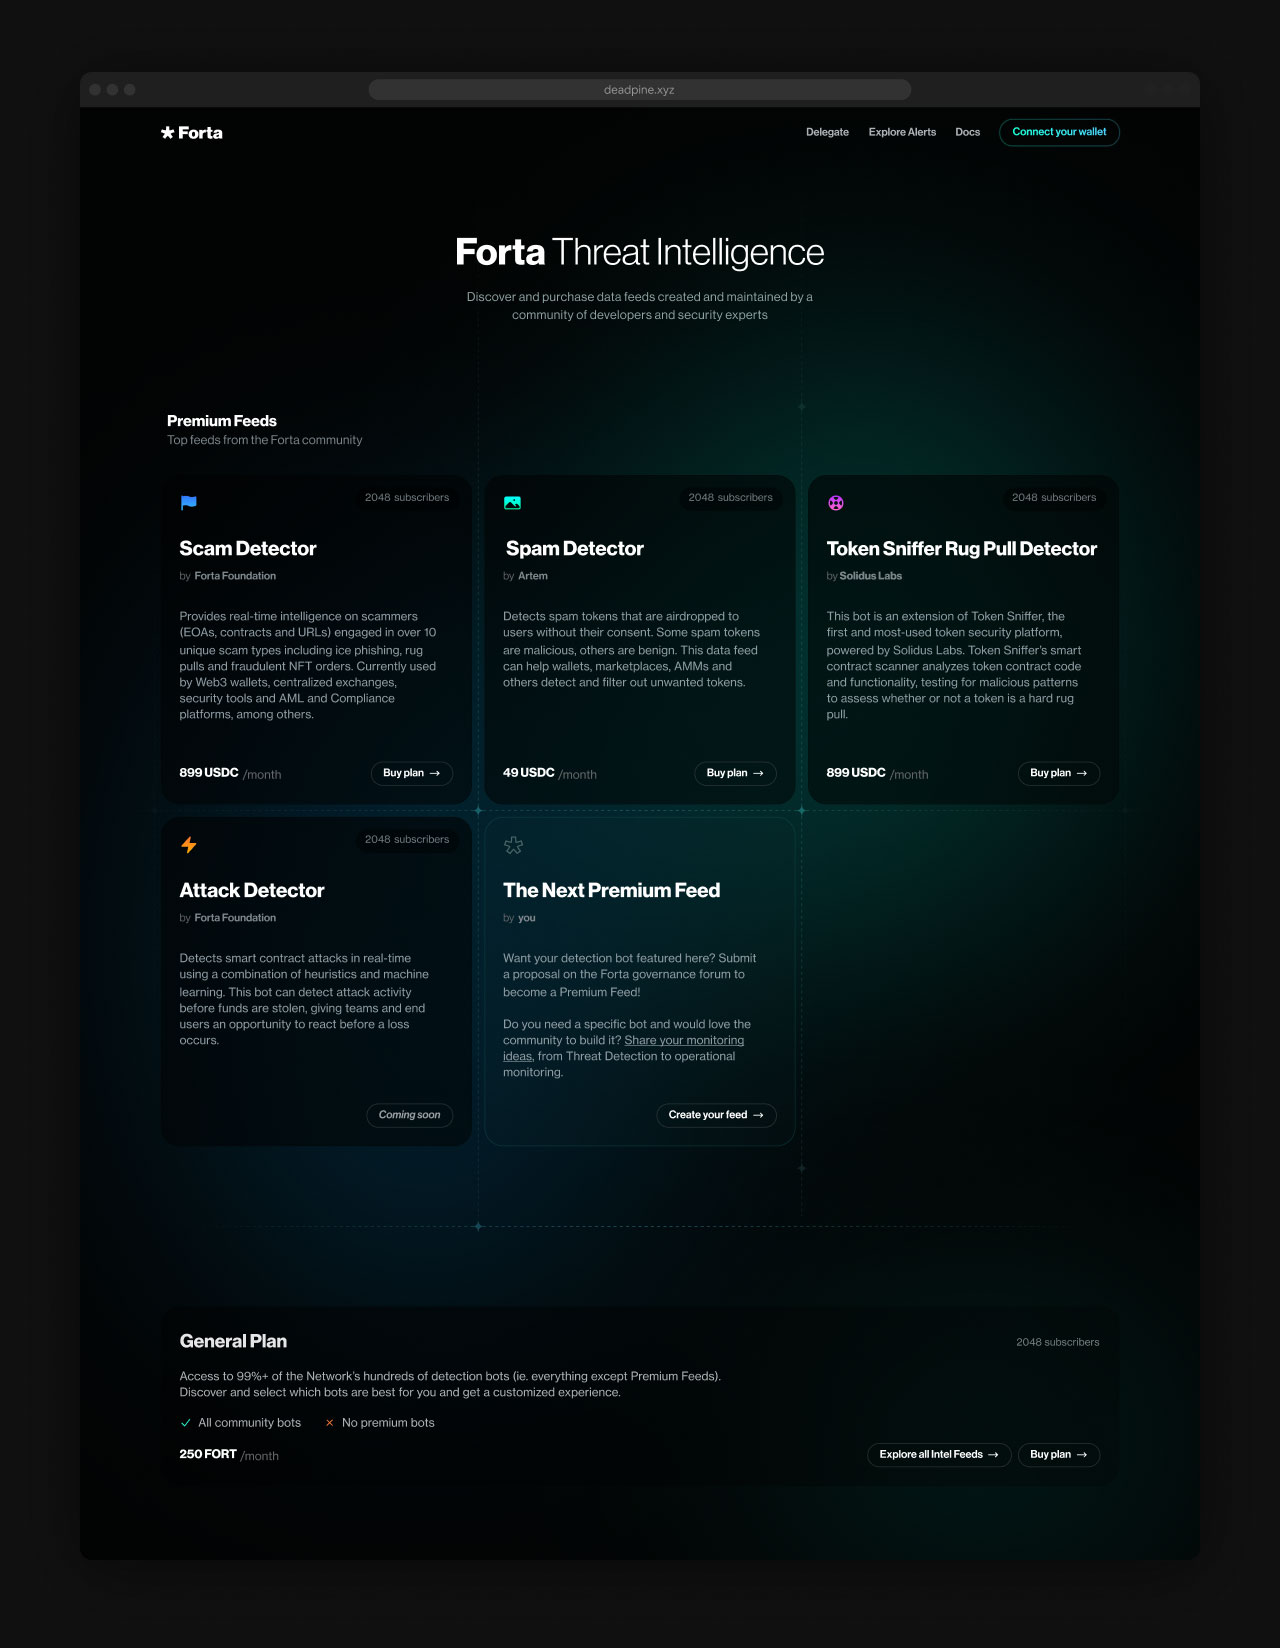 deadpine.xyz
Forta
Delegate Explore Alerts Docs Connect your wallet
Forta Threat Intelligence
Discover and purchase data feeds created and maintained by a
community of developers and security experts
Premium Feeds
Top feeds from the Forta community
2048 subscribers
Scam Detector
by Forta Foundation
Provides real-time intelligence on scammers
(EOAs, contracts and URLs) engaged in over 10
unique scam types including ice phishing, rug
pulls and fraudulent NFT orders. Currently used
by Web3 wallets, centralized exchanges,
security tools and AML and Compliance
platforms, among others.
899 USDC /month Buy plan →
2048 subscribers
Spam Detector
by Artem
Detects spam tokens that are airdropped to
users without their consent. Some spam tokens
are malicious, others are benign. This data feed
can help wallets, marketplaces, AMMs and
others detect and filter out unwanted tokens.
49 USDC /month Buy plan →
2048 subscribers
Token Sniffer Rug Pull Detector
by Solidus Labs
This bot is an extension of Token Sniffer, the
first and most-used token security platform,
powered by Solidus Labs. Token Sniffer's smart
contract scanner analyzes token contract code
and functionality, testing for malicious patterns
to assess whether or not a token is a hard rug
pull.
899 USDC /month Buy plan →
2048 subscribers
Attack Detector
by Forta Foundation
Detects smart contract attacks in real-time
using a combination of heuristics and machine
learning. This bot can detect attack activity
before funds are stolen, giving teams and end
users an opportunity to react before a loss
occurs.
Coming soon
The Next Premium Feed
by you
Want your detection bot featured here? Submit
a proposal on the Forta governance forum to
become a Premium Feed!
Do you need a specific bot and would love the
community to build it? Share your monitoring
ideas, from Threat Detection to operational
monitoring.
Create your feed →
General Plan
2048 subscribers
Access to 99%+ of the Network's hundreds of detection bots (ie. everything except Premium Feeds).
Discover and select which bots are best for you and get a customized experience.
All community bots No premium bots
250 FORT /month Explore all Intel Feeds → Buy plan →